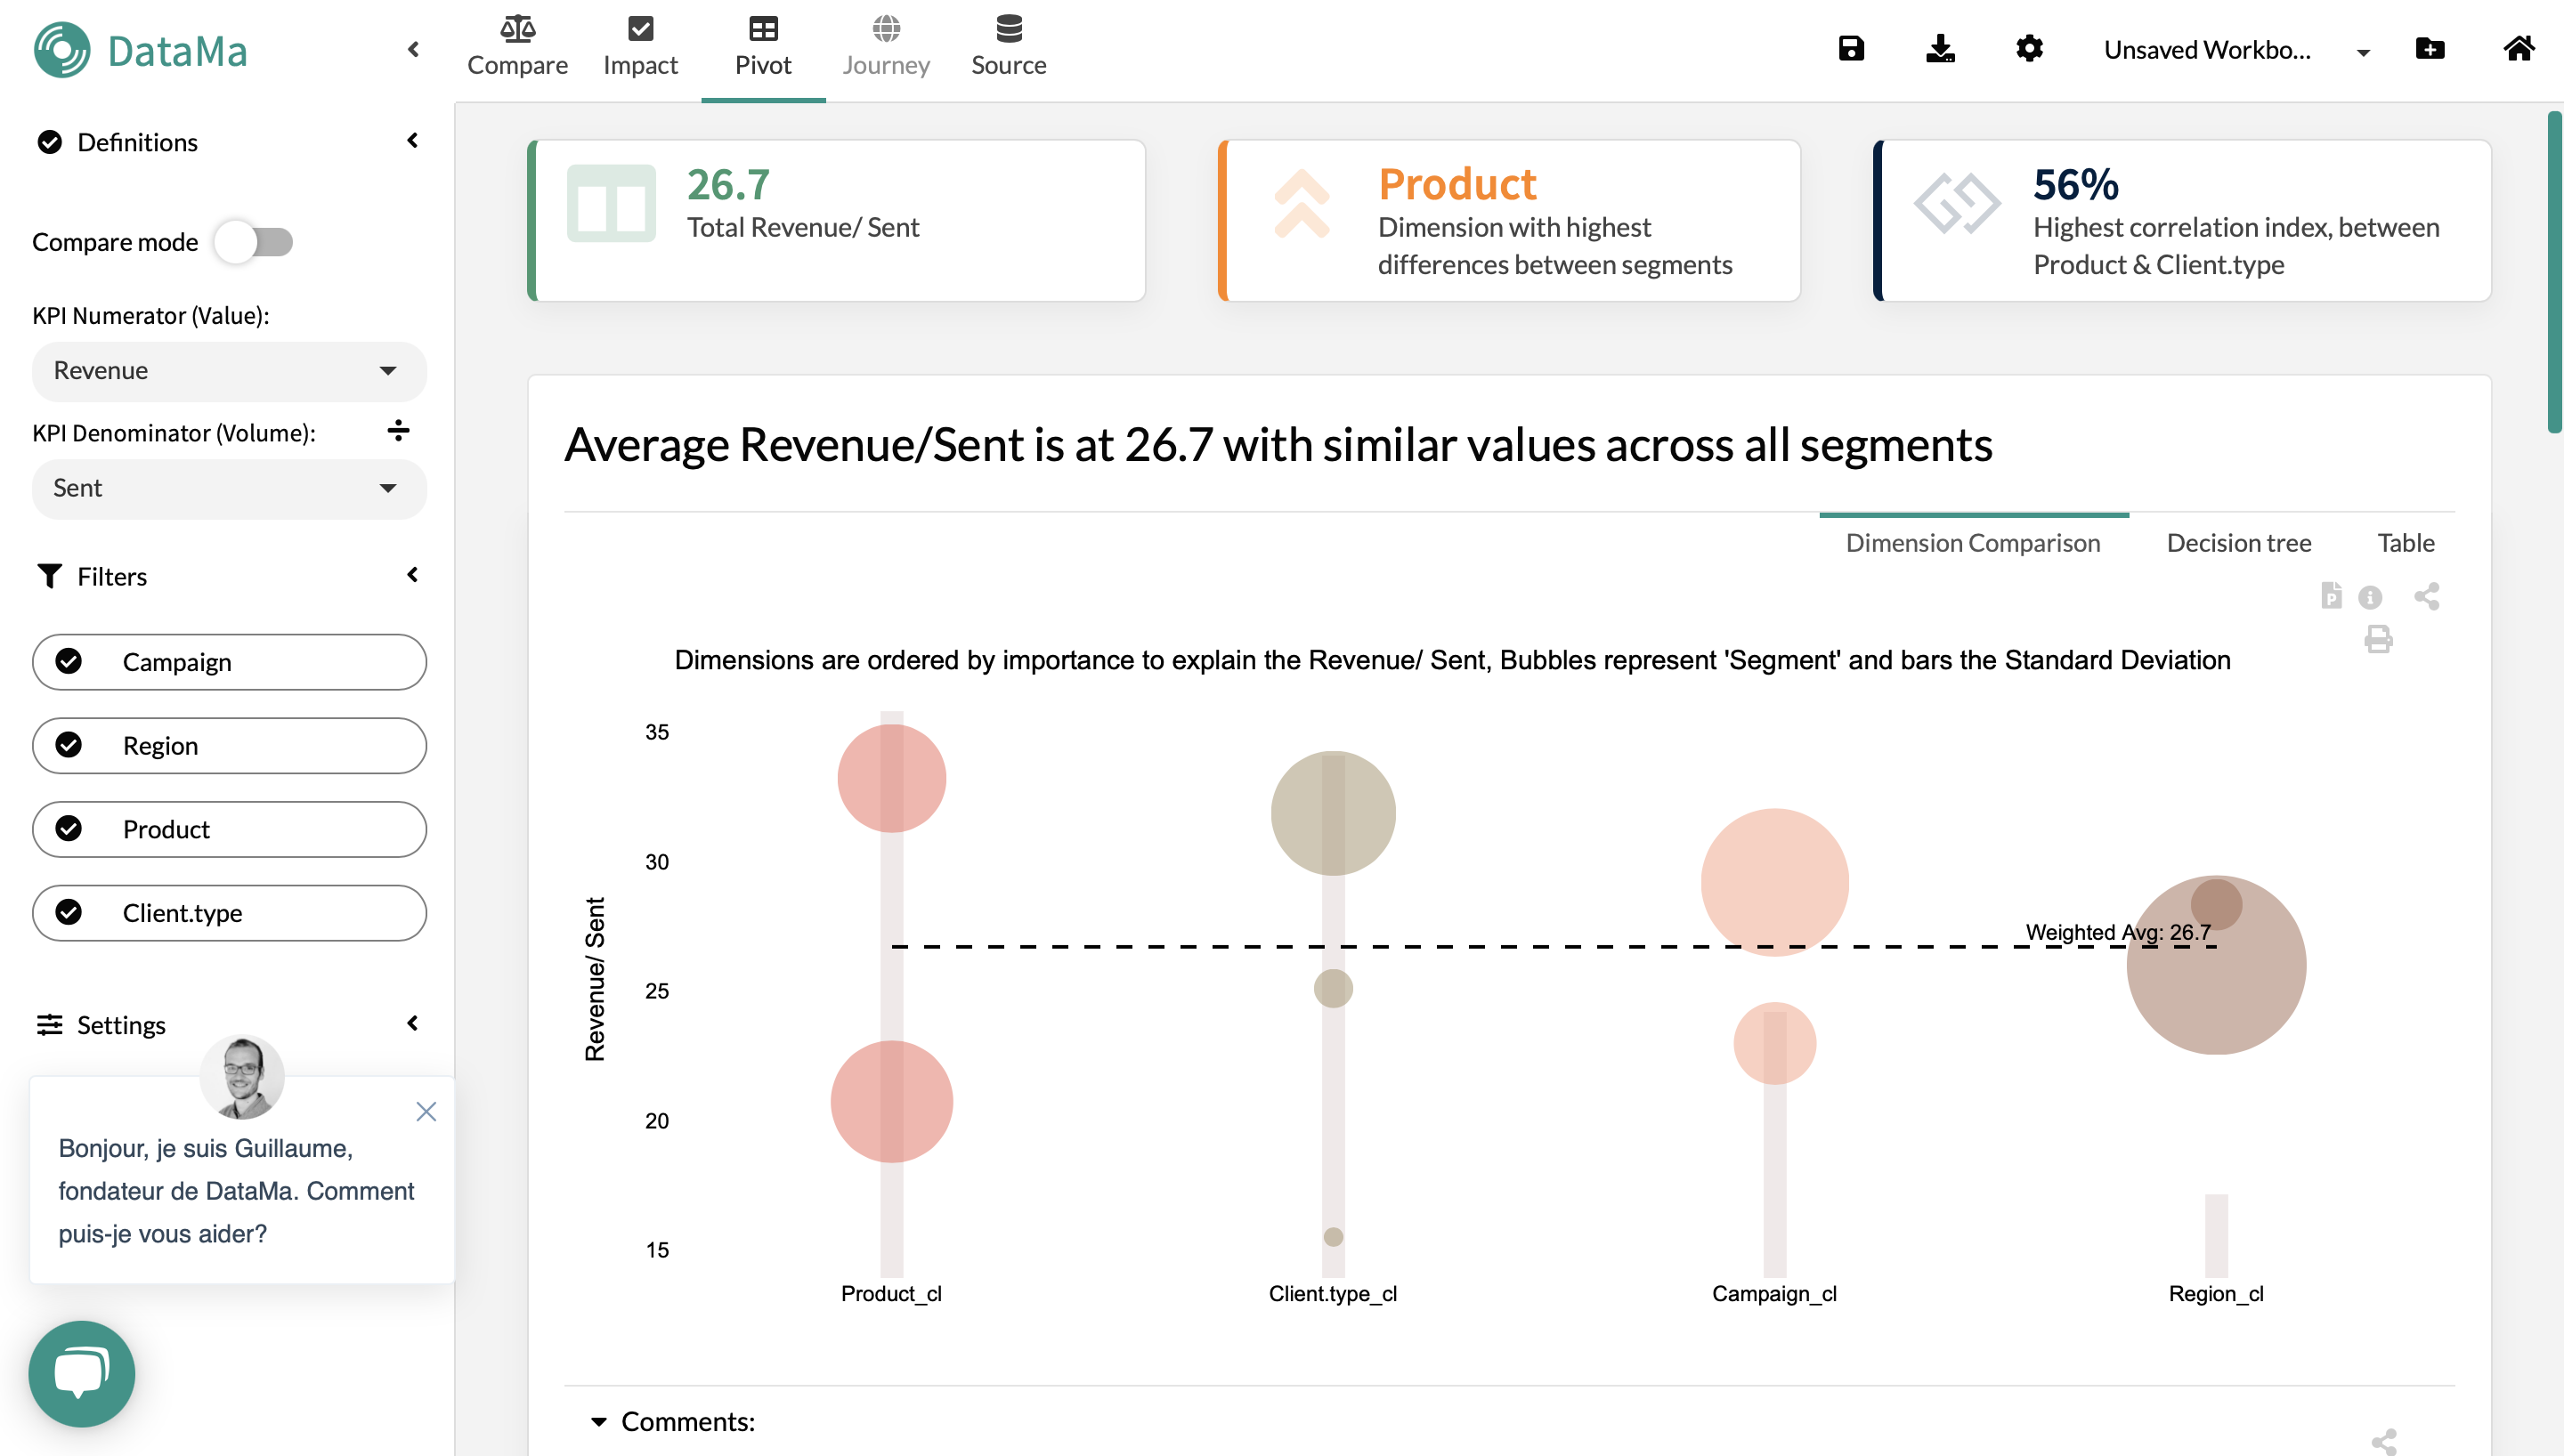 DataMa
Compare
Impact
Pivot
Journey
Source
Unsaved Workbo...
Definitions
Compare mode
KPI Numerator (Value):
Revenue
KPI Denominator (Volume):
Sent
Filters
Campaign
Region
Product
Client.type
Settings
Bonjour, je suis Guillaume,
fondateur de DataMa. Comment
puis-je vous aider?
26.7
Total Revenue/ Sent
Product
Dimension with highest
differences between segments
56%
Highest correlation index, between
Product & Client.type
Average Revenue/Sent is at 26.7 with similar values across all segments
Dimension Comparison
Decision tree
Table
P
Dimensions are ordered by importance to explain the Revenue/ Sent, Bubbles represent 'Segment' and bars the Standard Deviation
Revenue/ Sent
35
30
25
20
15
Weighted Avg: 26.7
Product_cl
Client.type_cl
Campaign_cl
Region_cl
Comments: